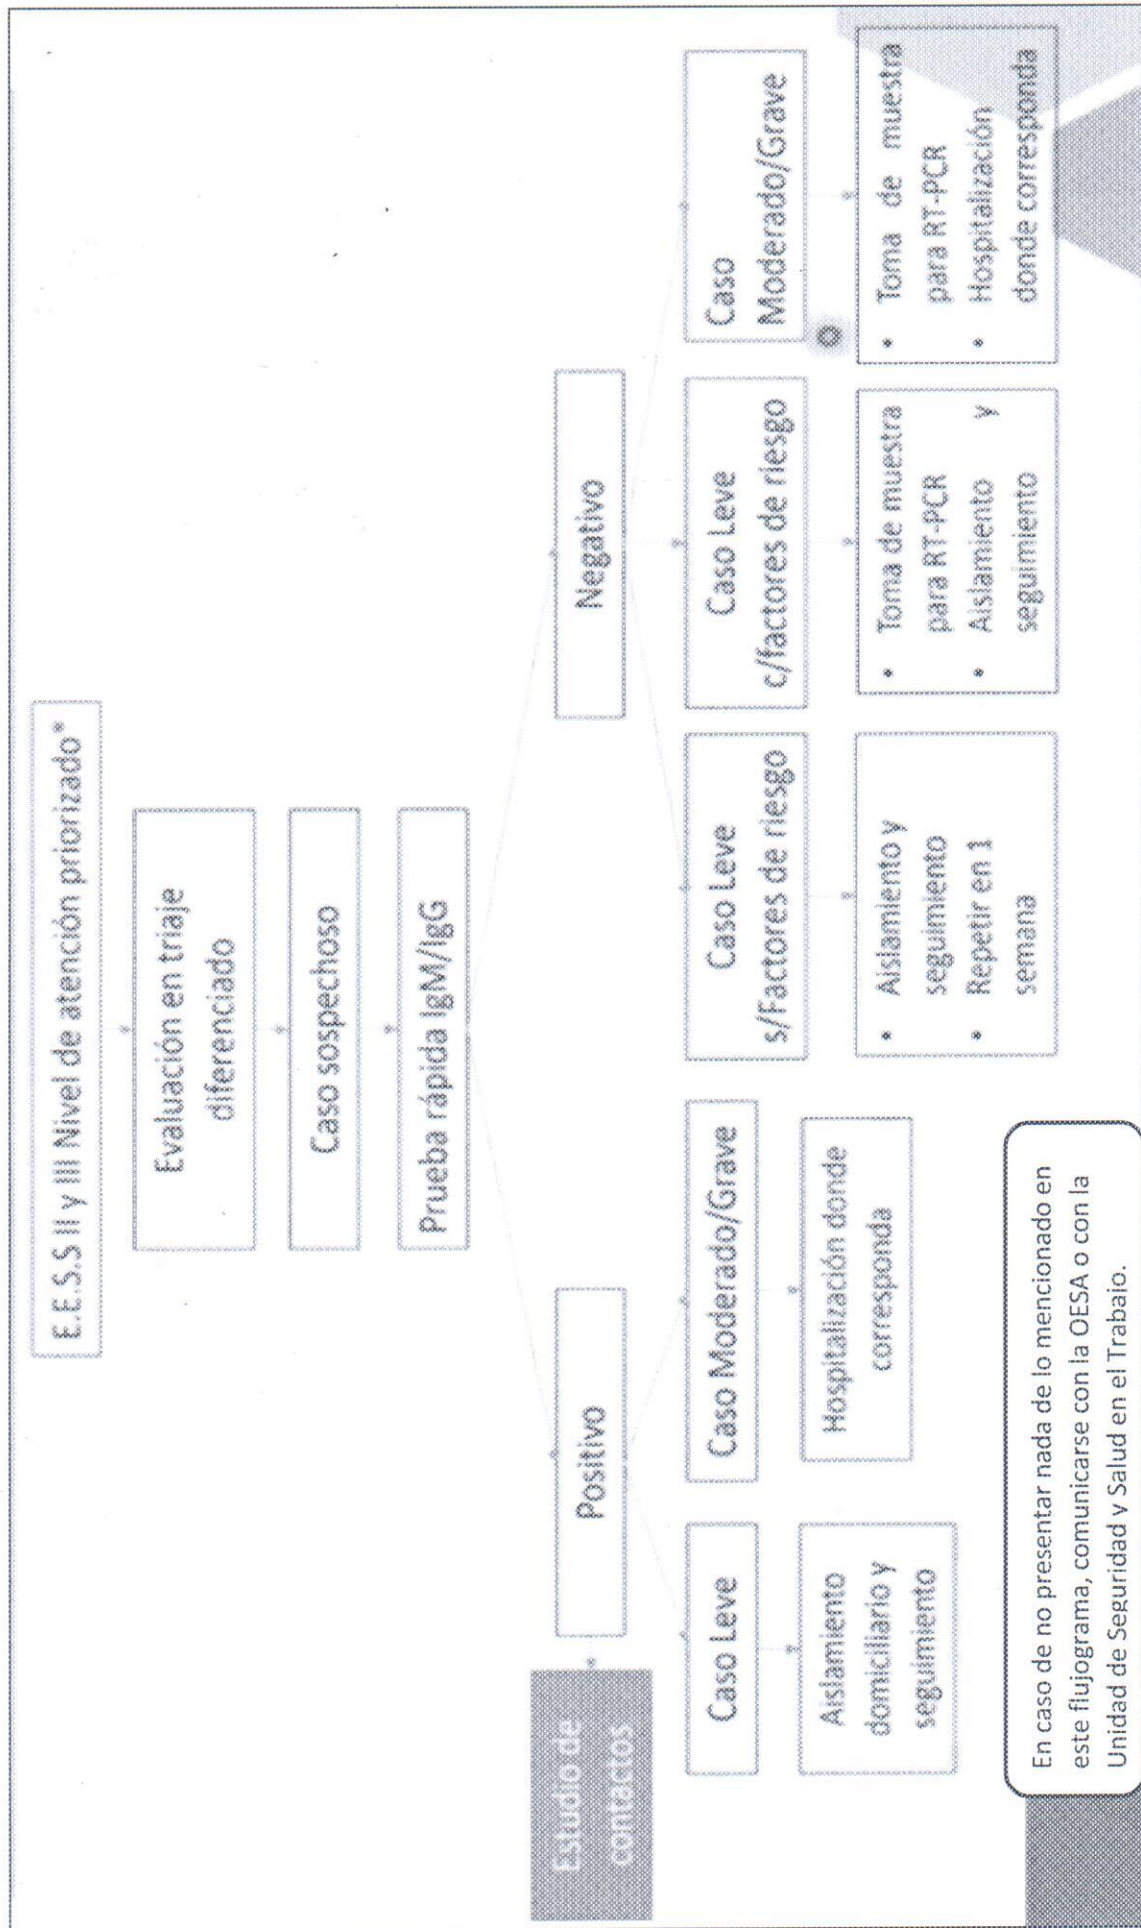 E.E.S.S II y III Nivel de atención priorizado*
Evaluación en triaje
diferenciado
Caso sospechoso
Prueba rápida IgM/IgG
Estudio de
contactos
Positivo
Negativo
Caso Leve
Caso Moderado/Grave
Caso Leve
s/Factores de riesgo
Caso Leve
c/factores de riesgo
Caso
Moderado/Grave
Aislamiento
domiciliario y
seguimiento
Hospitalización donde
corresponda
• Aislamiento y
seguimiento
• Repetir en 1
semana
• Toma de muestra
para RT-PCR
• Aislamiento y
seguimiento
• Toma de muestra
para RT-PCR
• Hospitalización
donde corresponda
En caso de no presentar nada de lo mencionado en
este flujograma, comunicarse con la OESA o con la
Unidad de Seguridad y Salud en el Trabajo.